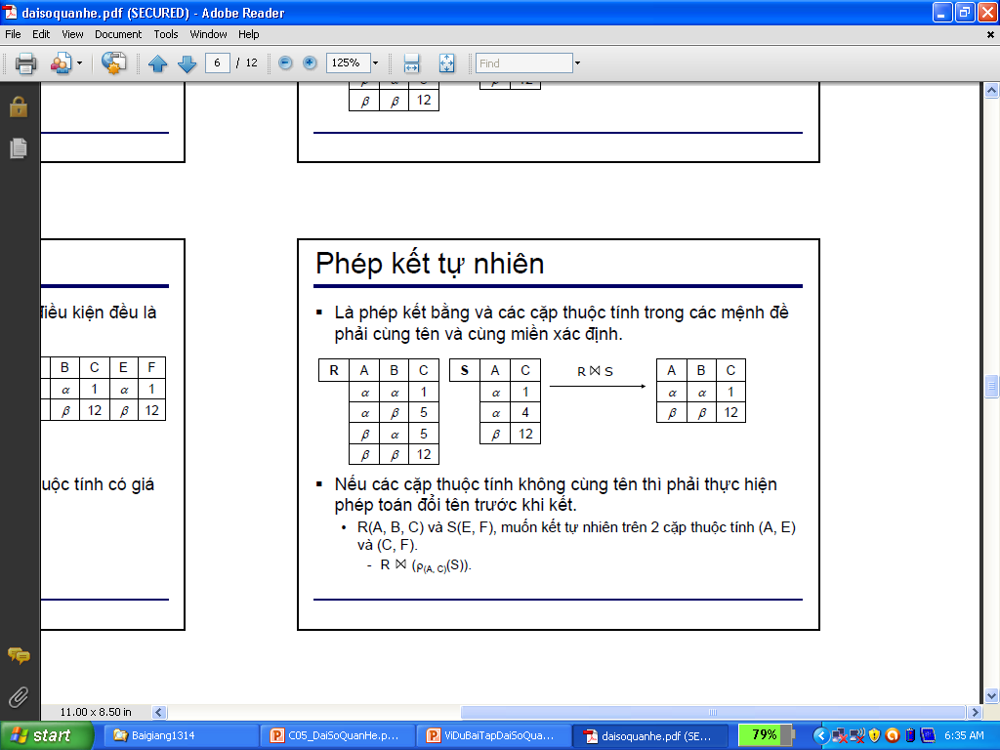 daisoquanhe.pdf (SECURED) - Adobe Reader
File Edit View Document Tools Window Help
6 / 12 125% Find
β β 12
Phép kết tự nhiên
điều kiện đều là
▪ Là phép kết bằng và các cặp thuộc tính trong các mệnh đề
phải cùng tên và cùng miền xác định.
B C E F
α 1 α 1
β 12 β 12
R A B C
α α 1
α β 5
β α 5
β β 12
S A C
α 1
α 4
β 12
R ⋈ S
A B C
α α 1
β β 12
uộc tính có giá
▪ Nếu các cặp thuộc tính không cùng tên thì phải thực hiện
phép toán đổi tên trước khi kết.
• R(A, B, C) và S(E, F), muốn kết tự nhiên trên 2 cặp thuộc tính (A, E)
và (C, F).
- R ⋈ (ρ(A, C)(S)).
11.00 x 8.50 in
start Baigiang1314 C05_DaiSoQuanHe.p... ViDuBaiTapDaiSoQua... daisoquanhe.pdf (SE... 79% 6:35 AM